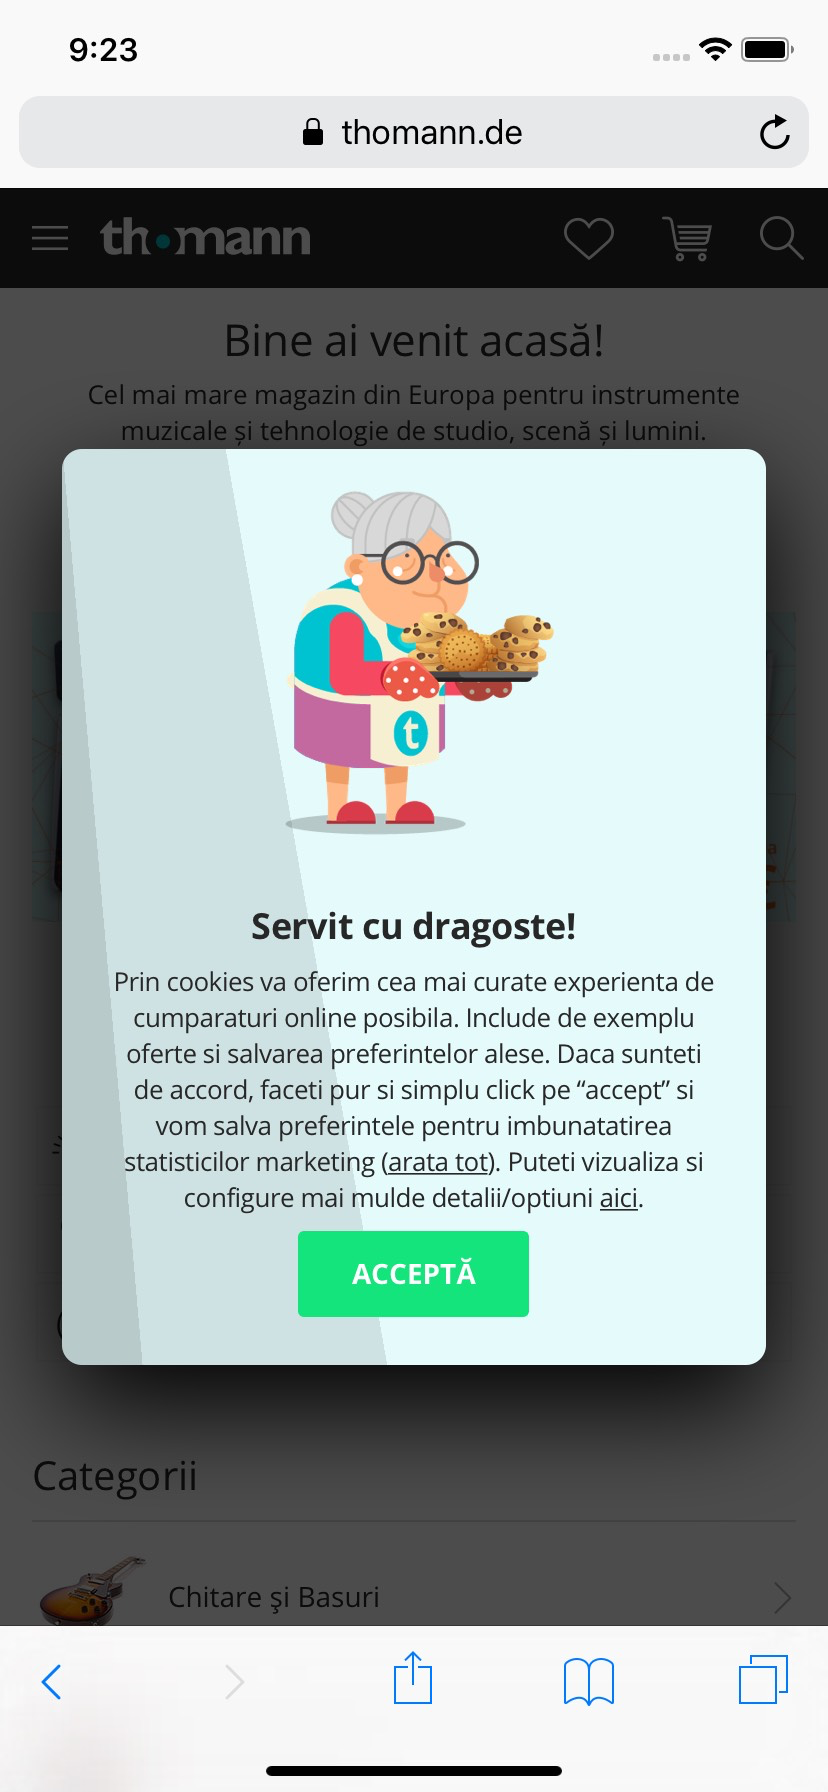 9:23
thomann.de
thomann
Bine ai venit acasă!
Cel mai mare magazin din Europa pentru instrumente
muzicale și tehnologie de studio, scenă și lumini.
t
Servit cu dragoste!
Prin cookies va oferim cea mai curate experienta de
cumparaturi online posibila. Include de exemplu
oferte si salvarea preferintelor alese. Daca sunteti
de accord, faceti pur si simplu click pe “accept” si
vom salva preferintele pentru imbunatatirea
statisticilor marketing (arata tot). Puteti vizualiza si
configure mai mulde detalii/optiuni aici.
ACCEPTĂ
Categorii
Chitare şi Basuri